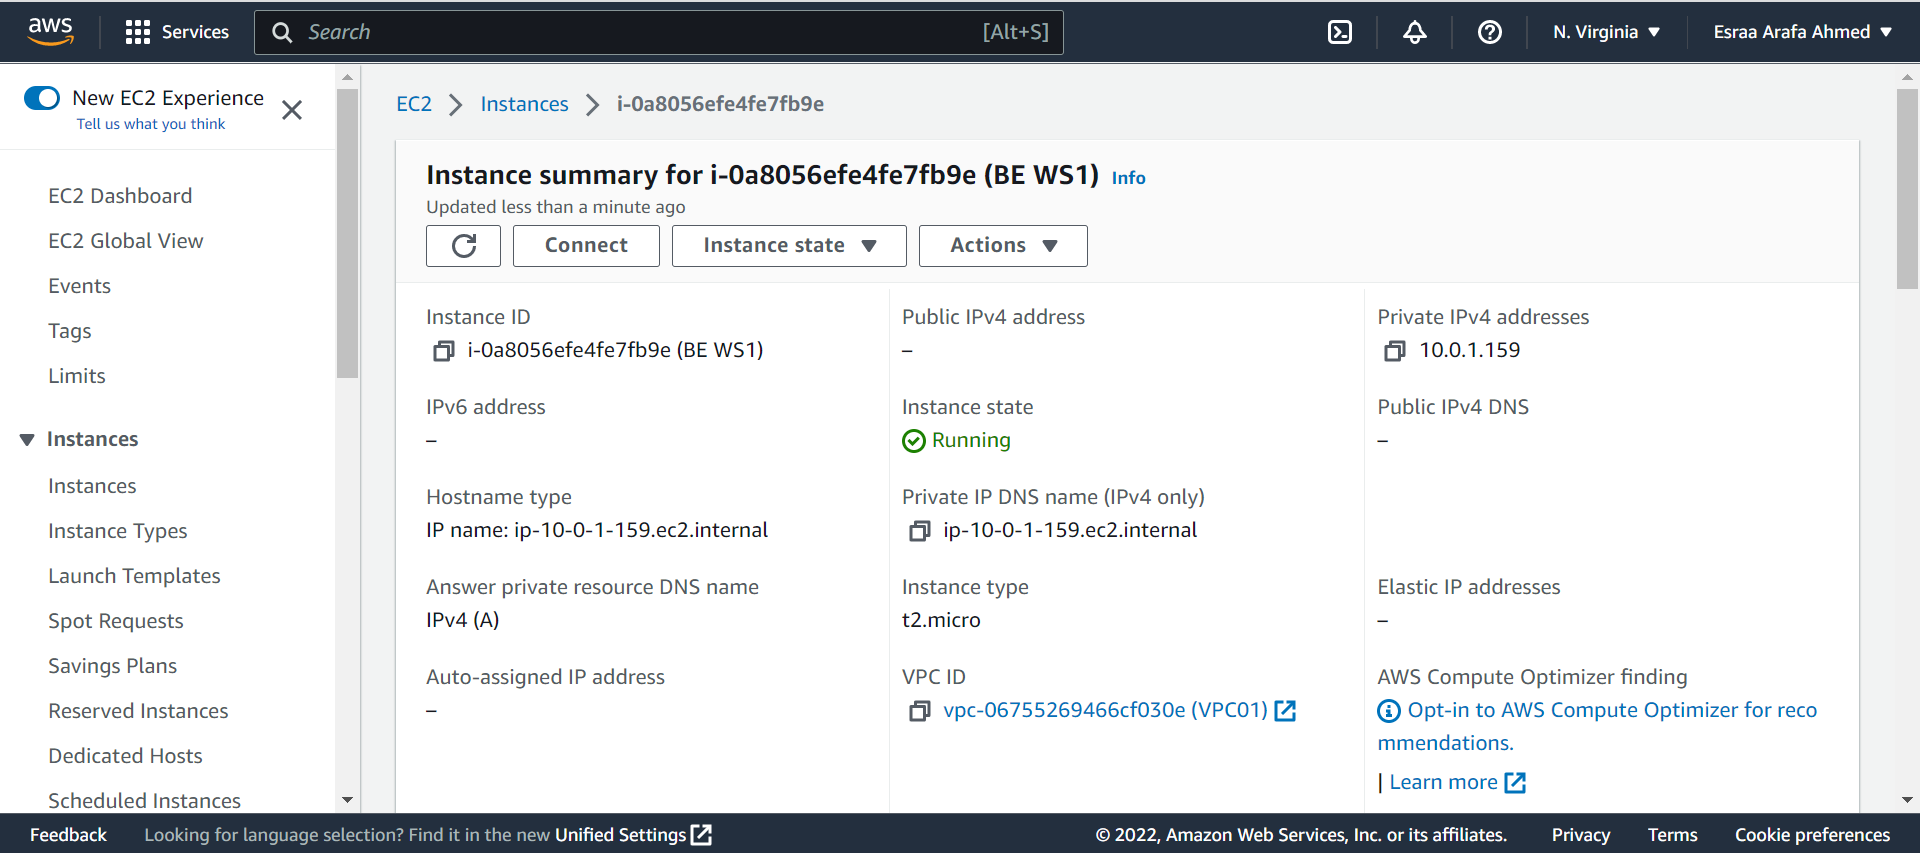 aws
Services
Search
[Alt+S]
N. Virginia
Esraa Arafa Ahmed
New EC2 Experience
Tell us what you think
EC2 Dashboard
EC2 Global View
Events
Tags
Limits
Instances
Instances
Instance Types
Launch Templates
Spot Requests
Savings Plans
Reserved Instances
Dedicated Hosts
Scheduled Instances
EC2 > Instances > i-0a8056efe4fe7fb9e
Instance summary for i-0a8056efe4fe7fb9e (BE WS1) Info
Updated less than a minute ago
Connect
Instance state
Actions
Instance ID
i-0a8056efe4fe7fb9e (BE WS1)
Public IPv4 address
–
Private IPv4 addresses
10.0.1.159
IPv6 address
–
Instance state
Running
Public IPv4 DNS
–
Hostname type
IP name: ip-10-0-1-159.ec2.internal
Private IP DNS name (IPv4 only)
ip-10-0-1-159.ec2.internal
Answer private resource DNS name
IPv4 (A)
Instance type
t2.micro
Elastic IP addresses
–
Auto-assigned IP address
–
VPC ID
vpc-06755269466cf030e (VPC01)
AWS Compute Optimizer finding
Opt-in to AWS Compute Optimizer for reco
mmendations.
| Learn more
Feedback
Looking for language selection? Find it in the new Unified Settings
© 2022, Amazon Web Services, Inc. or its affiliates.
Privacy
Terms
Cookie preferences